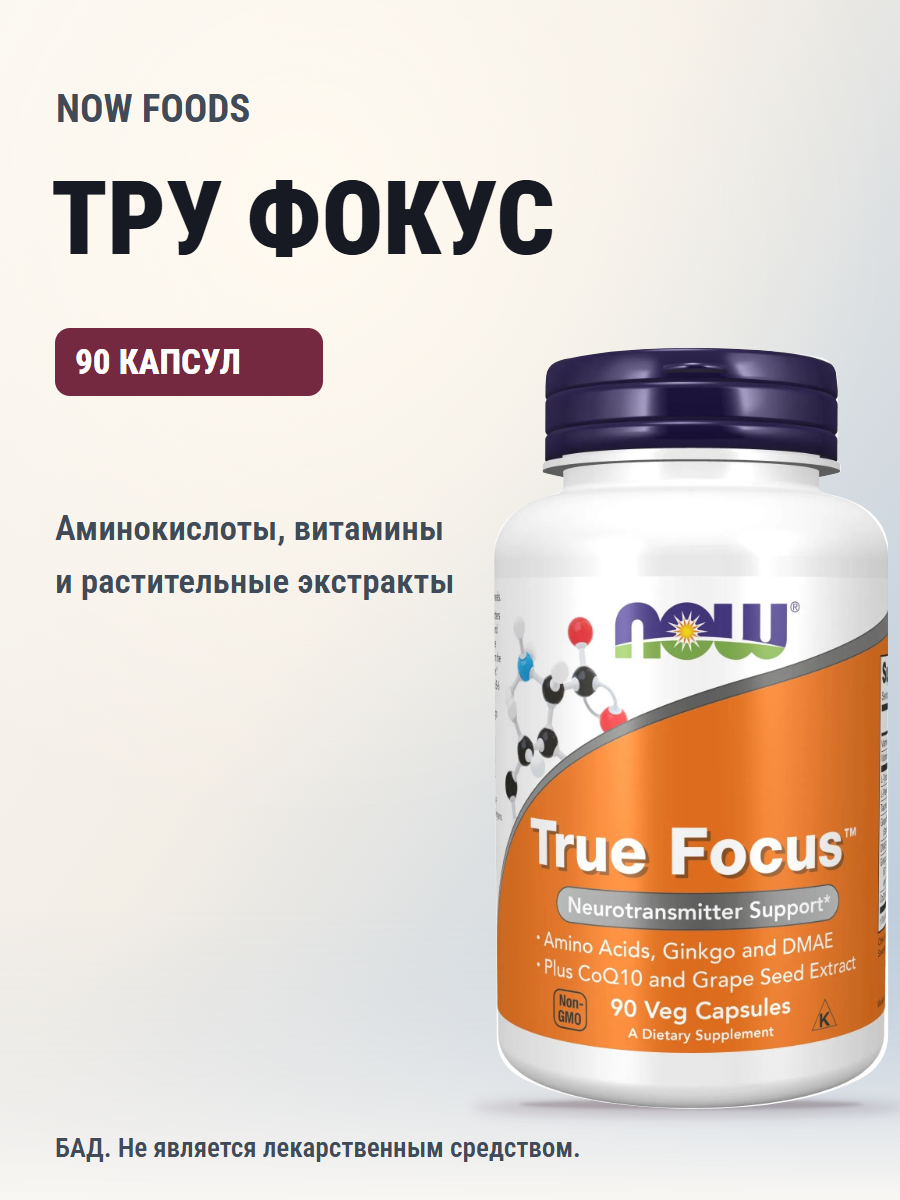 NOW FOODS
ТРУ ФОКУС
90 КАПСУЛ
Аминокислоты, витамины
и растительные экстракты
NOW®
True Focus™
Neurotransmitter Support*
• Amino Acids, Ginkgo and DMAE
• Plus CoQ10 and Grape Seed Extract
Non-
GMO
90 Veg Capsules
K
A Dietary Supplement
БАД. Не является лекарственным средством.